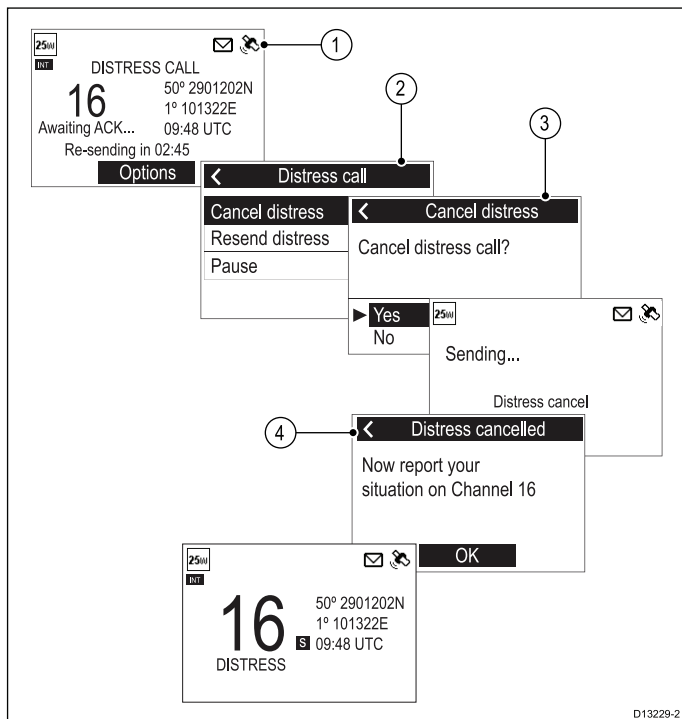 25W
1
INT
DISTRESS CALL
16
50º 2901202N
1º 101322E
Awaiting ACK...
09:48 UTC
Re-sending in 02:45
Options
2
Distress call
Cancel distress
Resend distress
Pause
3
Cancel distress
Cancel distress call?
Yes
No
25W
Sending...
Distress cancel
4
Distress cancelled
Now report your
situation on Channel 16
OK
25W
INT
16
50º 2901202N
1º 101322E
S 09:48 UTC
DISTRESS
D13229-2